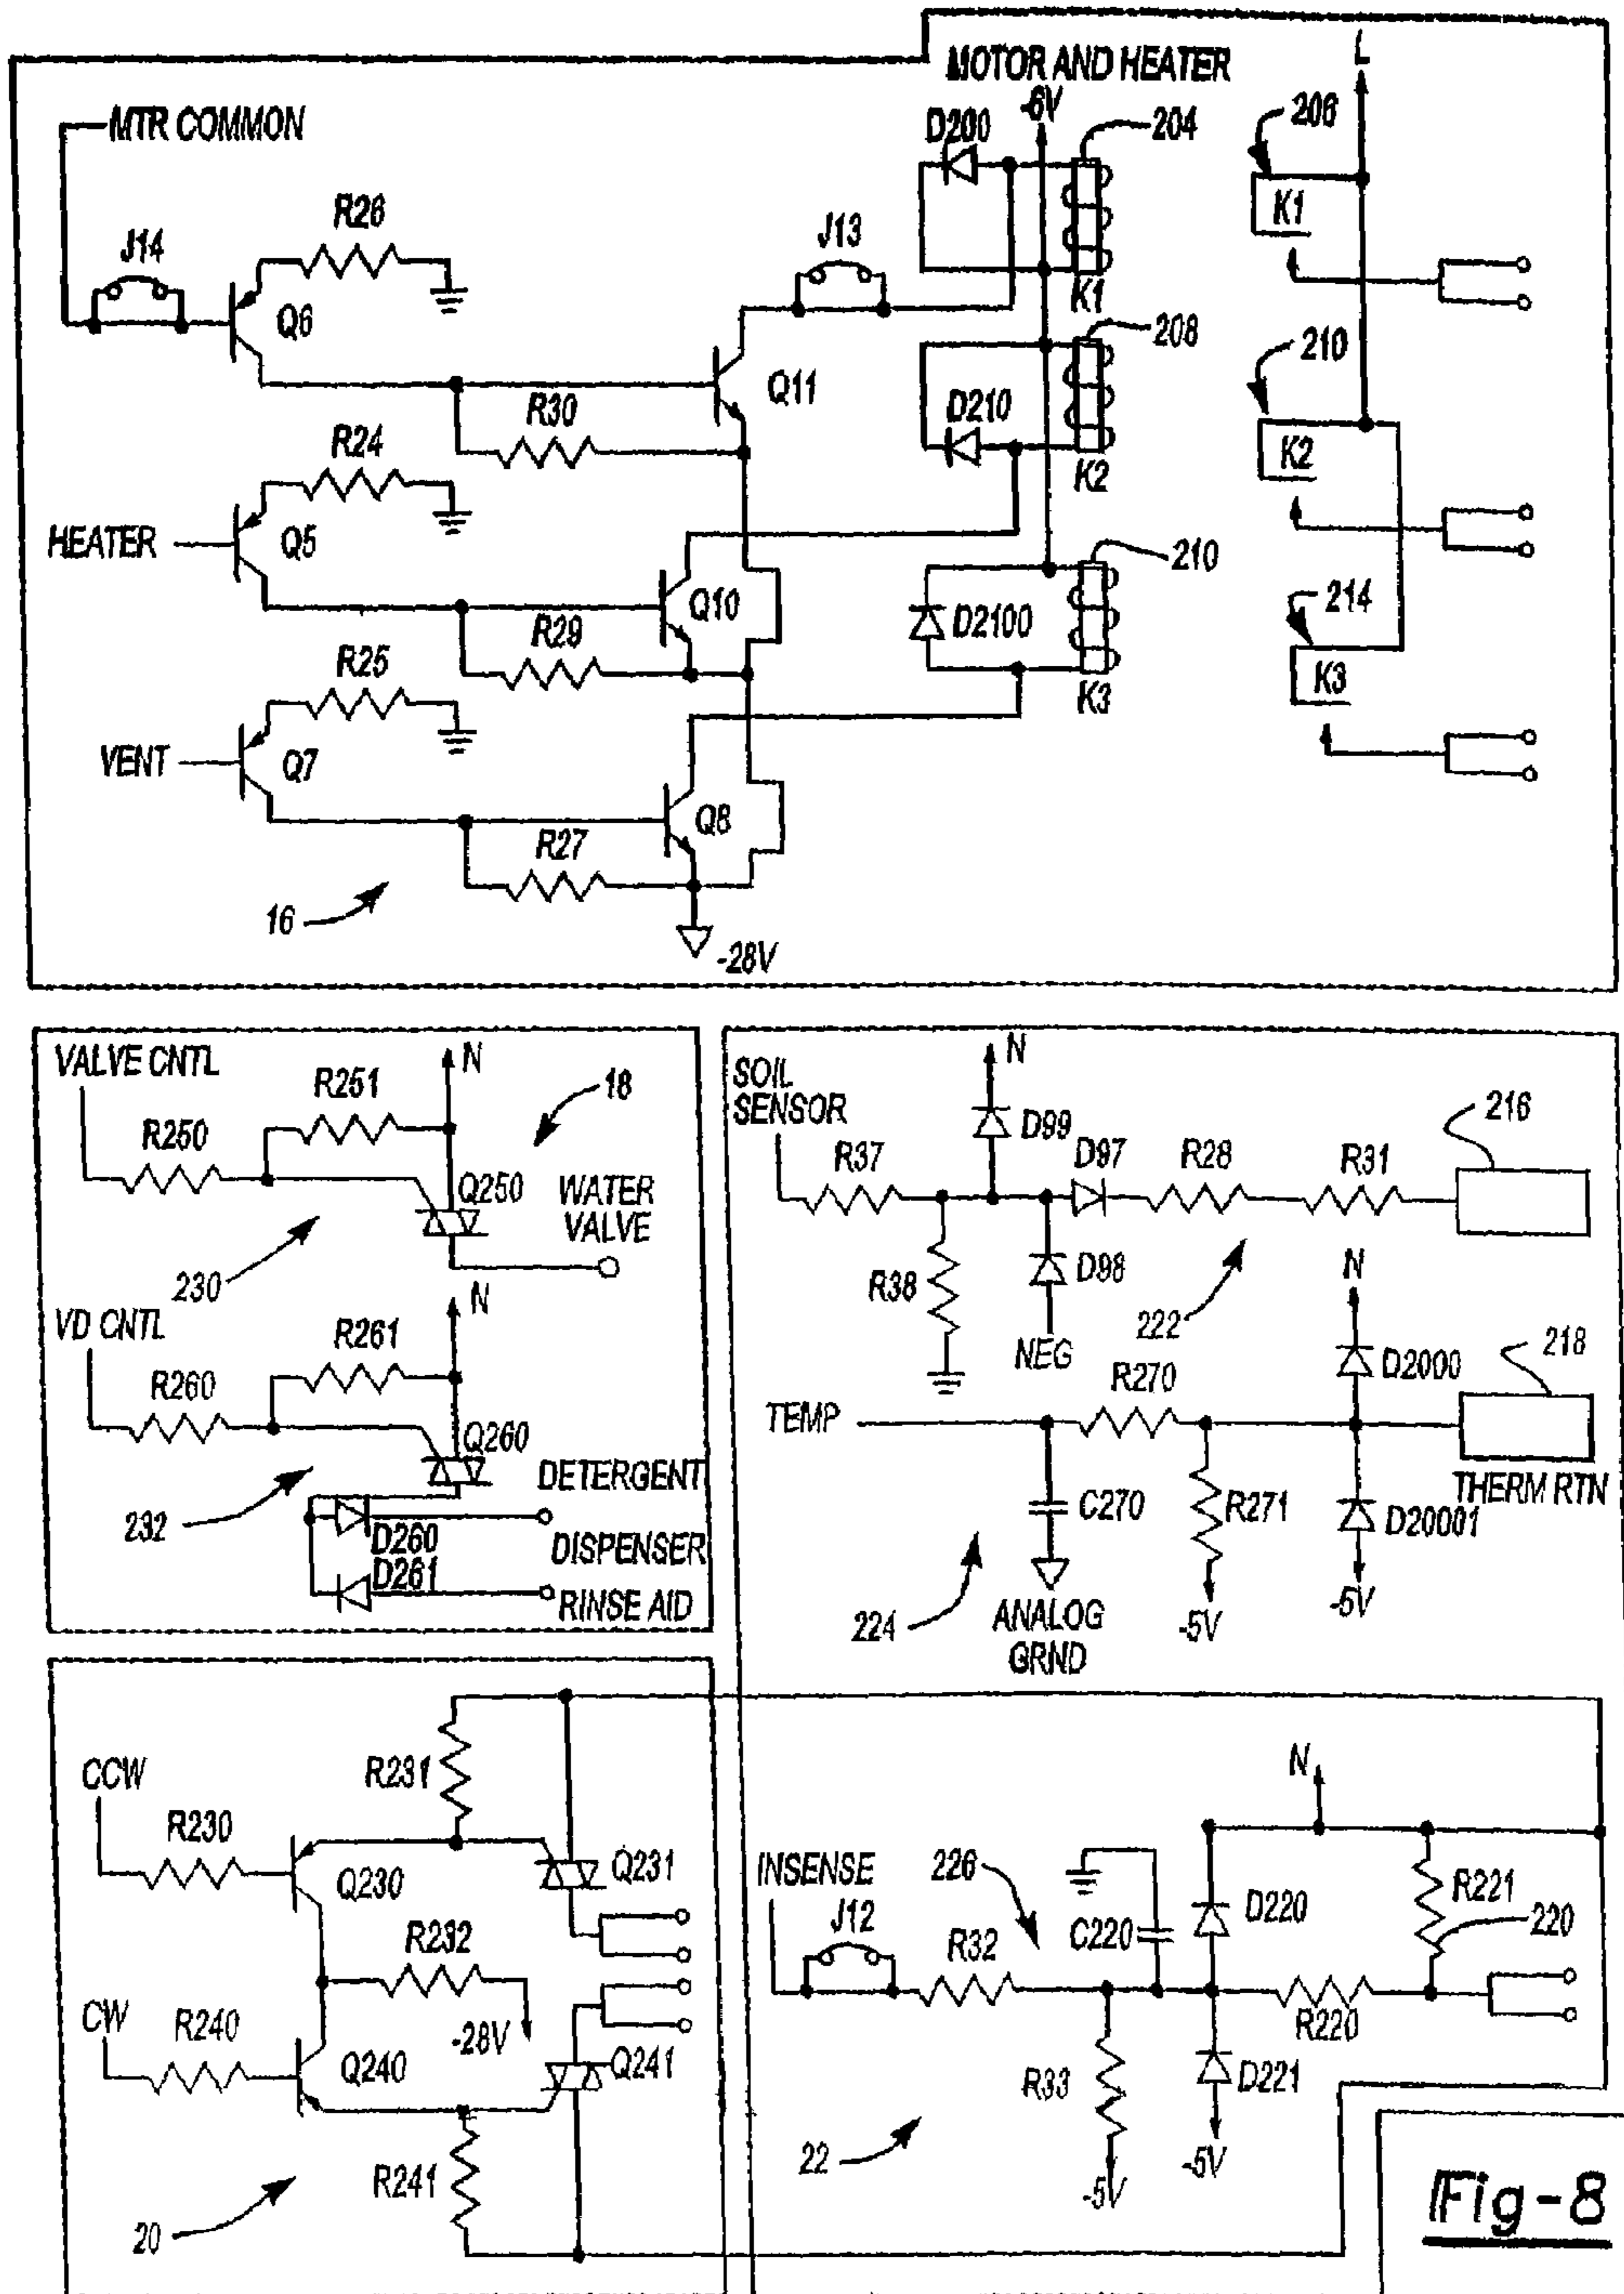 MOTOR AND HEATER
L
MTR COMMON
-6V
D200
204
206
K1
R26
J14
J13
Q6
K1
208
210
Q11
R30
D210
K2
R24
K2
HEATER
Q5
210
214
Q10
R29
D2100
R25
K3
K3
VENT
Q7
Q8
R27
16
-28V
VALVE CNTL
N
18
R251
R250
Q250
WATER
VALVE
230
N
VD CNTL
R261
R260
Q260
DETERGENT
232
D260
DISPENSER
D261
RINSE AID
SOIL
SENSOR
N
D99
216
R37
D97
R28
R31
D98
N
R38
222
NEG
218
R270
D2000
TEMP
THERM RTN
C270
R271
D20001
224
ANALOG
GRND
-5V
-5V
CCW
R231
R230
Q230
Q231
R232
CW
R240
-28V
Q240
Q241
R241
20
N
INSENSE
226
R221
J12
D220
220
R32
C220
R220
R33
D221
22
-5V
-5V
Fig-8